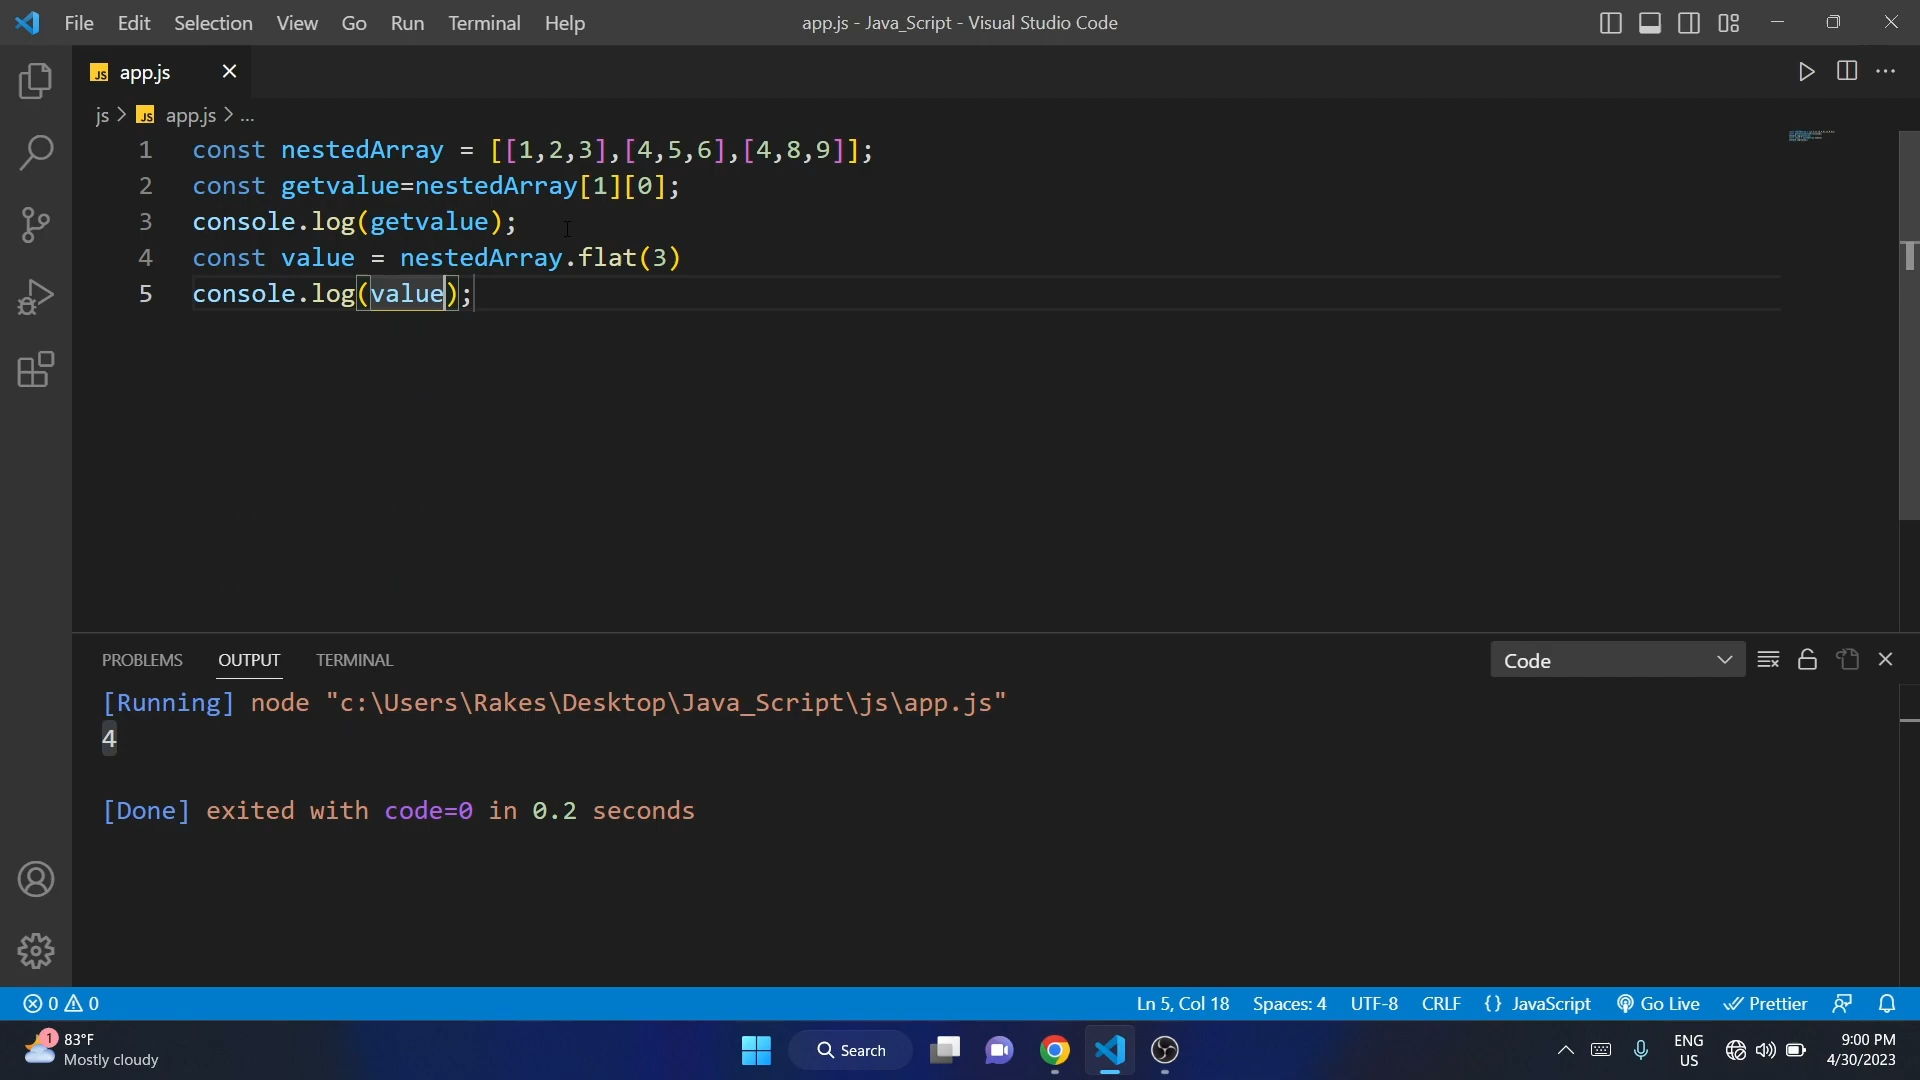 File Edit Selection View Go Run Terminal Help app.js - Java_Script - Visual Studio Code
JS app.js
js > JS app.js > ...
1 const nestedArray = [[1,2,3],[4,5,6],[4,8,9]];
2 const getvalue=nestedArray[1][0];
3 console.log(getvalue);
4 const value = nestedArray.flat(3)
5 console.log(value);
PROBLEMS OUTPUT TERMINAL Code
[Running] node "c:\Users\Rakes\Desktop\Java_Script\js\app.js"
4
[Done] exited with code=0 in 0.2 seconds
0 0 Ln 5, Col 18 Spaces: 4 UTF-8 CRLF {} JavaScript Go Live Prettier
1 83°F
Mostly cloudy
Search
ENG
US
9:00 PM
4/30/2023